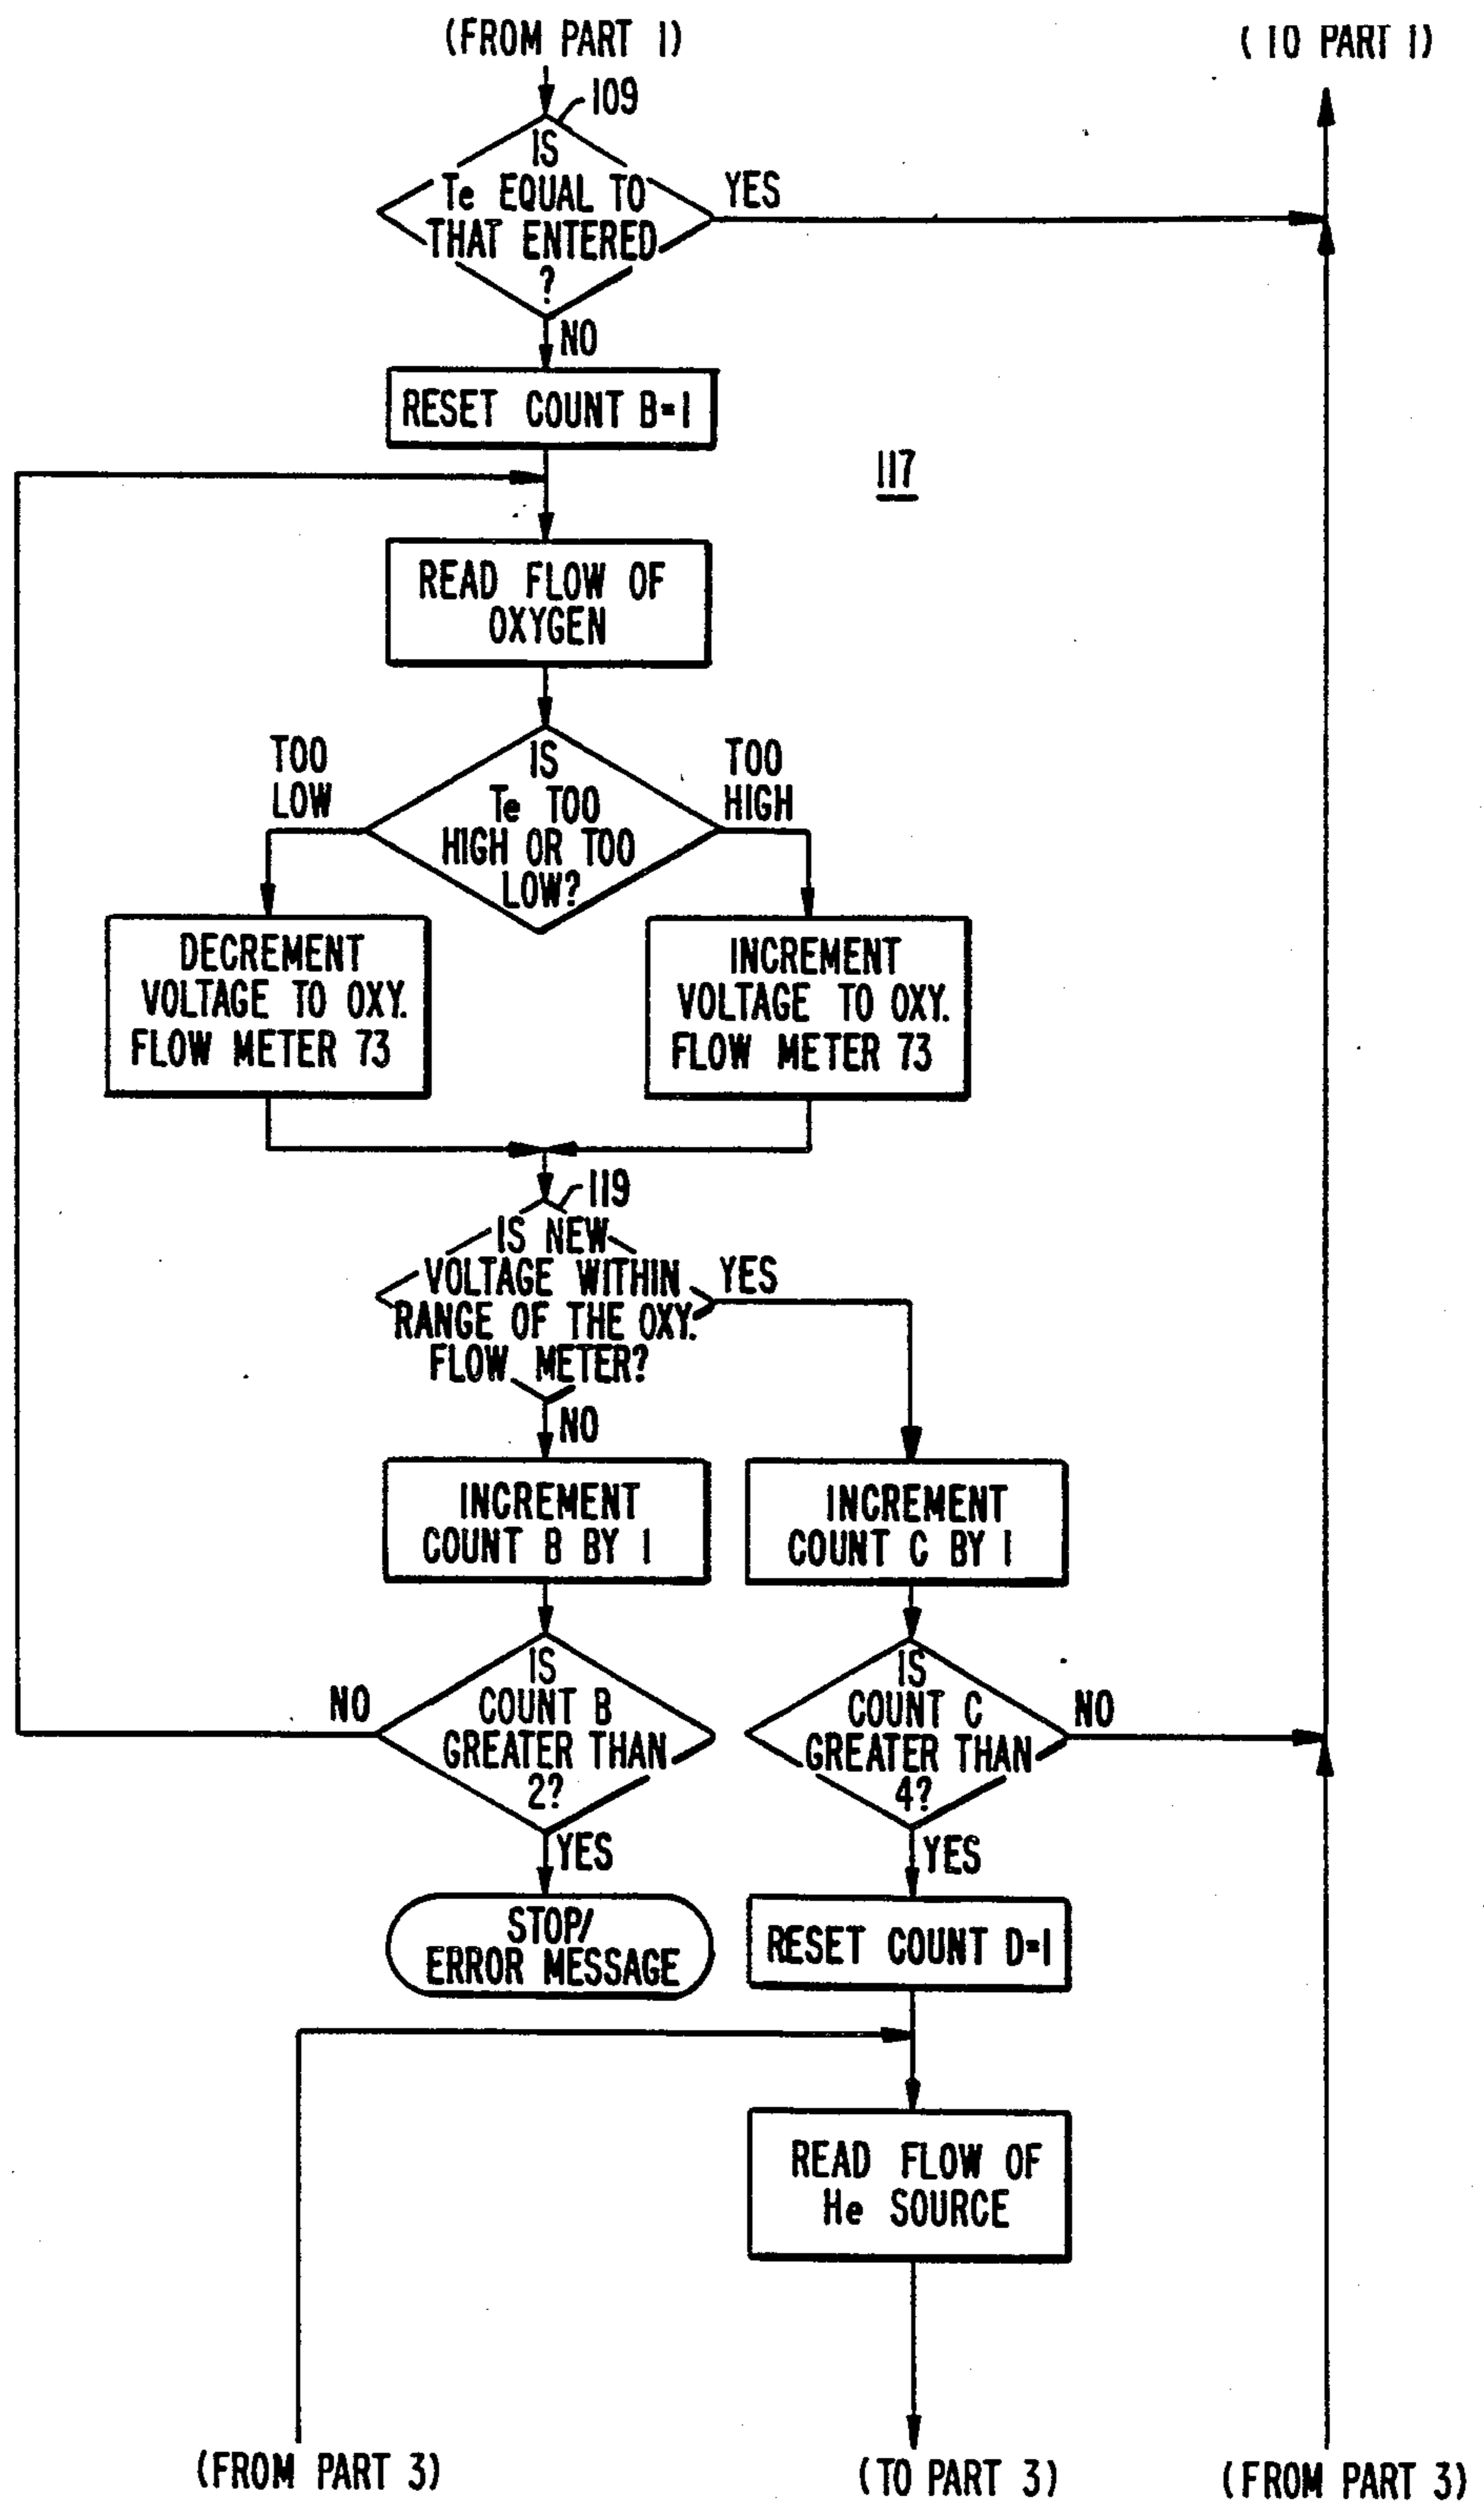 (FROM PART 1)
(TO PART 1)
109
IS
Te EQUAL TO
THAT ENTERED
?
YES
NO
RESET COUNT B=1
117
READ FLOW OF
OXYGEN
TOO
LOW
IS
Te TOO
HIGH OR TOO
LOW?
TOO
HIGH
DECREMENT
VOLTAGE TO OXY.
FLOW METER 73
INCREMENT
VOLTAGE TO OXY.
FLOW METER 73
119
IS NEW
VOLTAGE WITHIN
RANGE OF THE OXY.
FLOW METER?
YES
NO
INCREMENT
COUNT B BY 1
INCREMENT
COUNT C BY 1
NO
IS
COUNT B
GREATER THAN
2?
IS
COUNT C
GREATER THAN
4?
NO
YES
YES
STOP/
ERROR MESSAGE
RESET COUNT D=1
READ FLOW OF
He SOURCE
(FROM PART 3)
(TO PART 3)
(FROM PART 3)